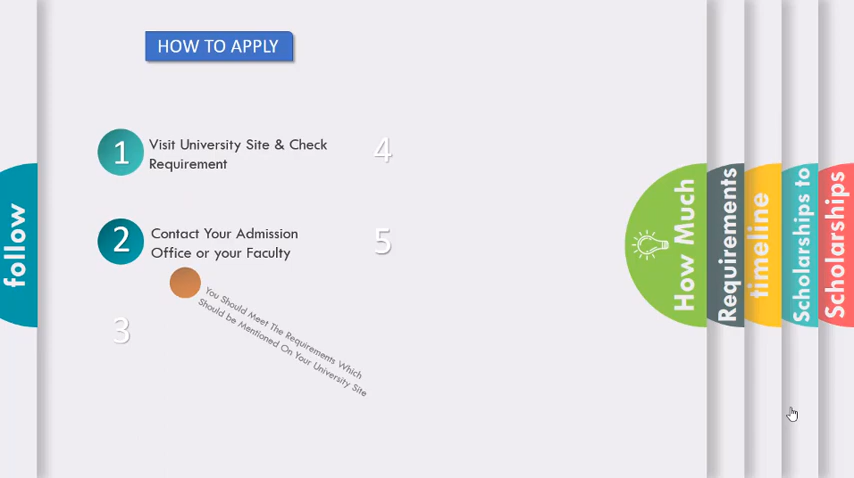 HOW TO APPLY
1
Visit University Site & Check
Requirement
2
Contact Your Admission
Office or your Faculty
3
You Should Meet The Requirements Which
Should be Mentioned On Your University Site
4
5
follow
How Much
Requirements
timeline
Scholarships to
Scholarships